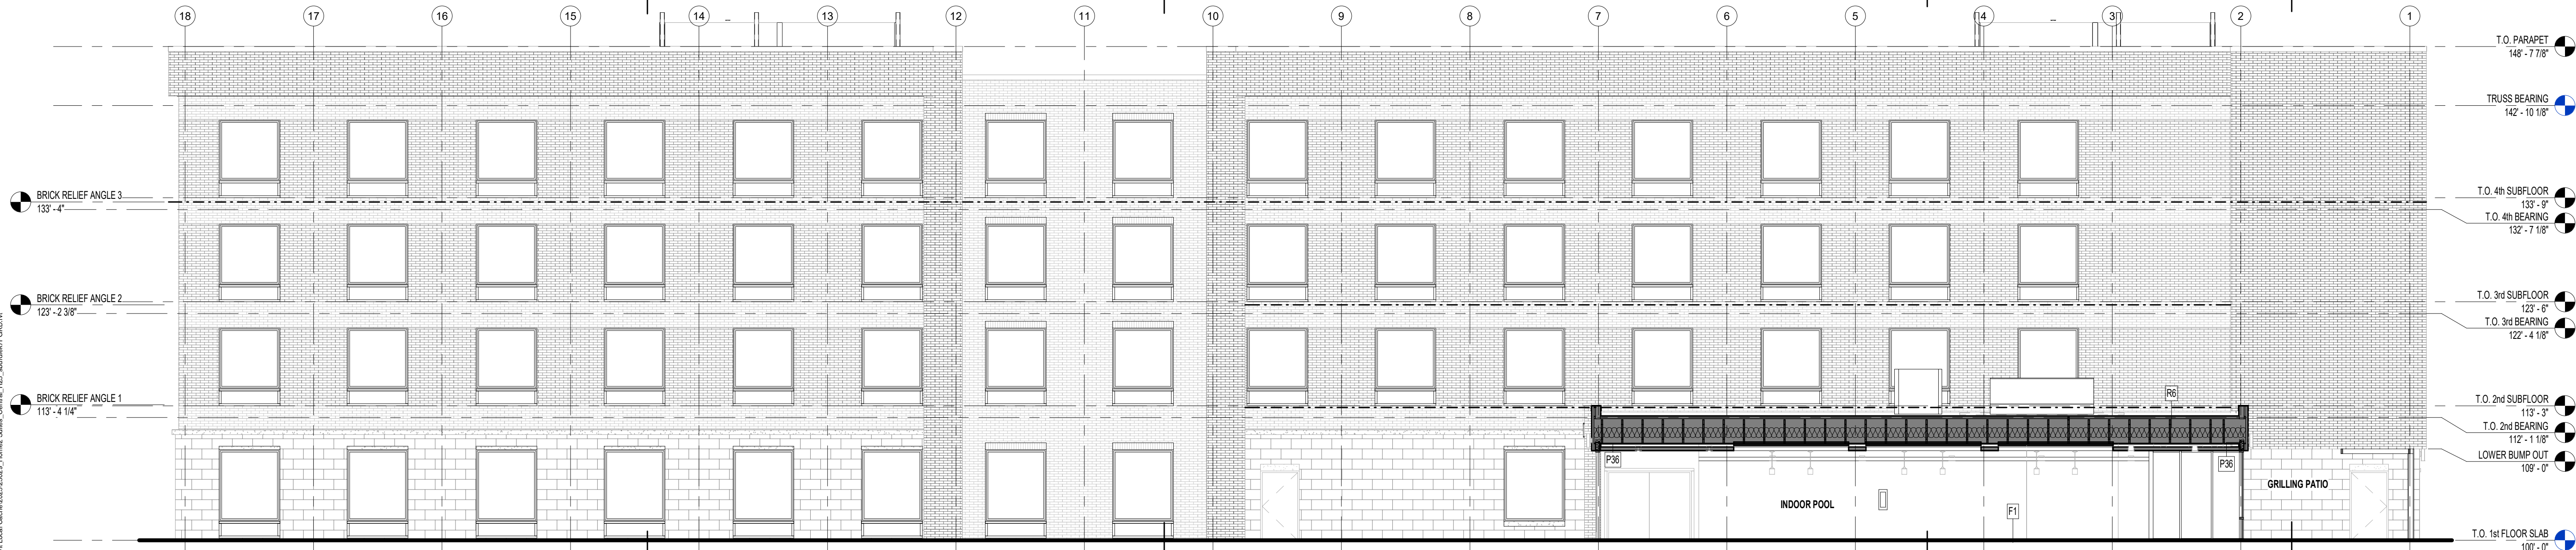 18 17 16 15 14 13 12 11 10 9 8 7 6 5 4 3 2 1
T.O. PARAPET
148' - 7 7/8"
TRUSS BEARING
142' - 10 1/8"
BRICK RELIEF ANGLE 3
133' - 4"
T.O. 4th SUBFLOOR
133' - 9"
T.O. 4th BEARING
132' - 7 1/8"
BRICK RELIEF ANGLE 2
123' - 2 3/8"
T.O. 3rd SUBFLOOR
123' - 6"
T.O. 3rd BEARING
122' - 4 1/8"
BRICK RELIEF ANGLE 1
113' - 4 1/4"
R6
T.O. 2nd SUBFLOOR
113' - 3"
T.O. 2nd BEARING
112' - 1 1/8"
LOWER BUMP OUT
109' - 0"
P36
P36
GRILLING PATIO
INDOOR POOL
F1
T.O. 1st FLOOR SLAB
100' - 0"